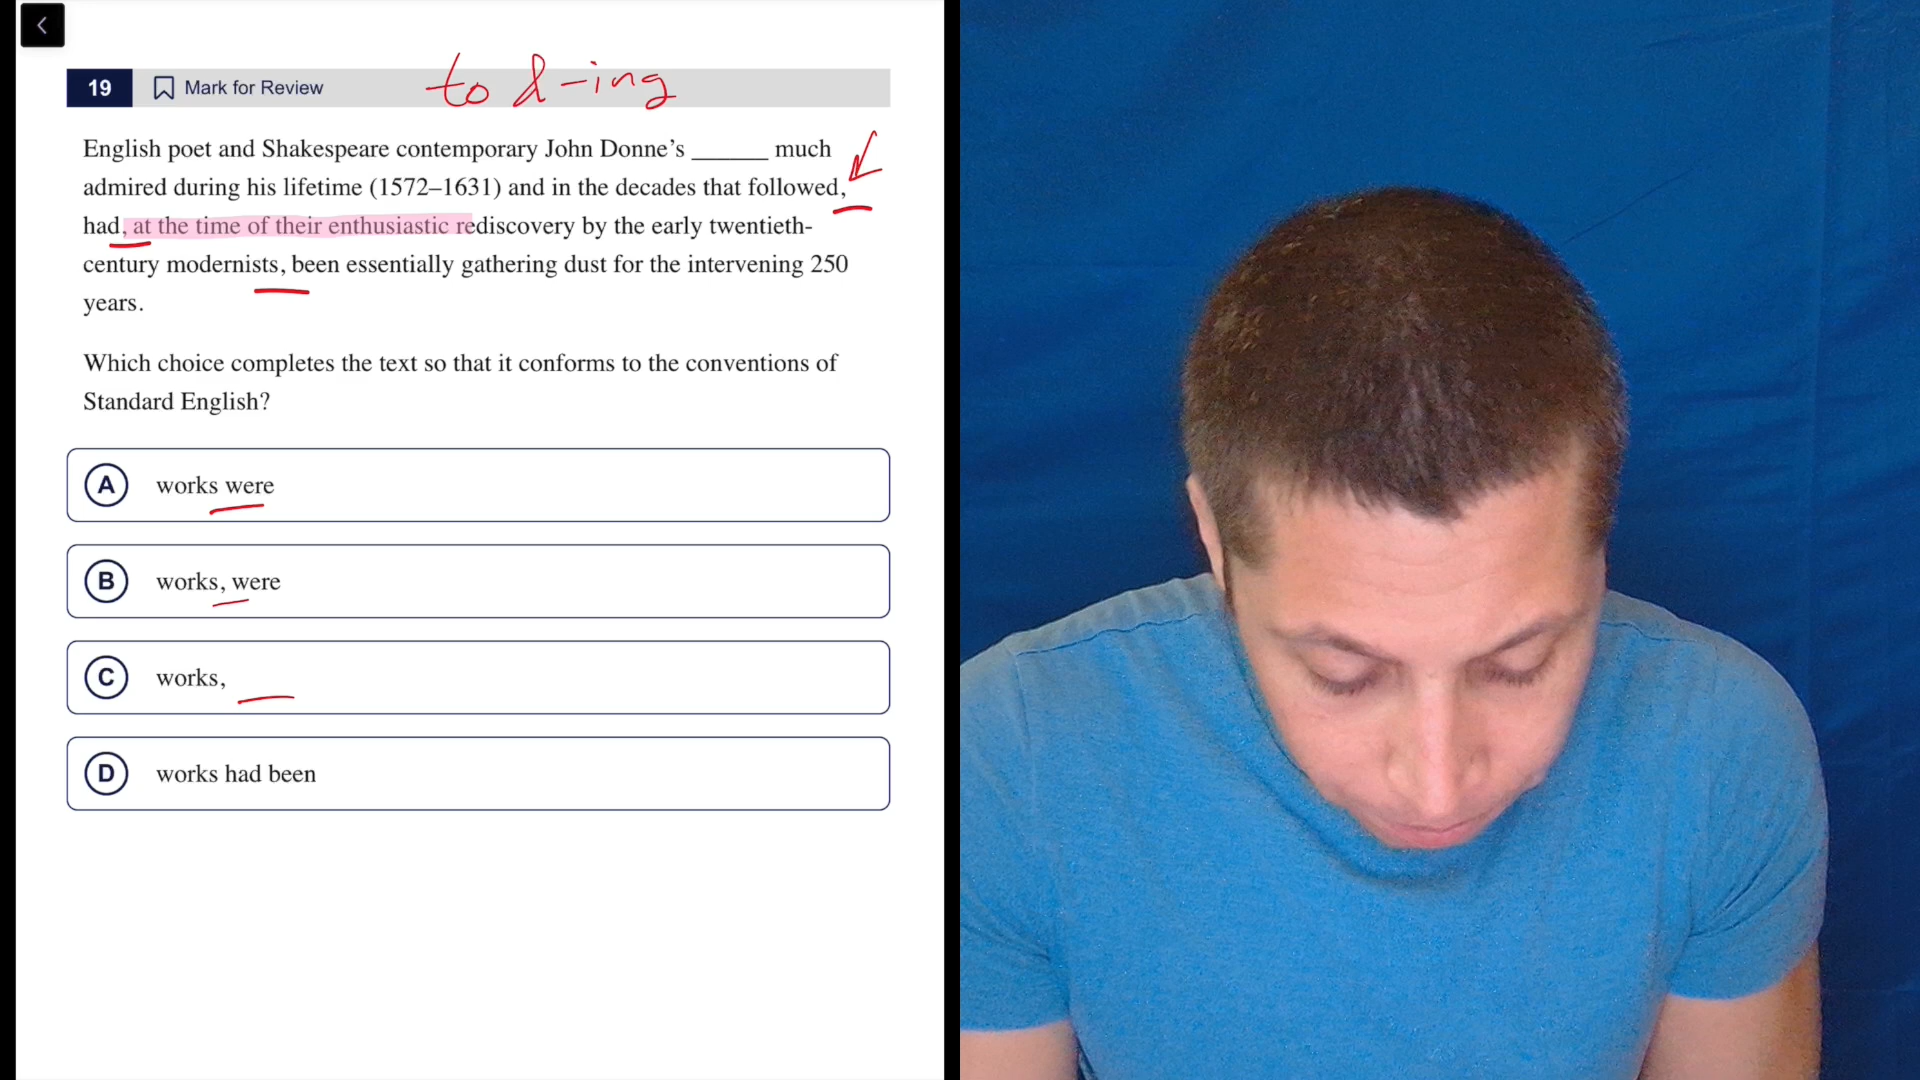 19 Mark for Review to & -ing
English poet and Shakespeare contemporary John Donne’s ______ much
admired during his lifetime (1572–1631) and in the decades that followed,
had, at the time of their enthusiastic rediscovery by the early twentieth-
century modernists, been essentially gathering dust for the intervening 250
years.
Which choice completes the text so that it conforms to the conventions of
Standard English?
A works were
B works, were
C works,
D works had been